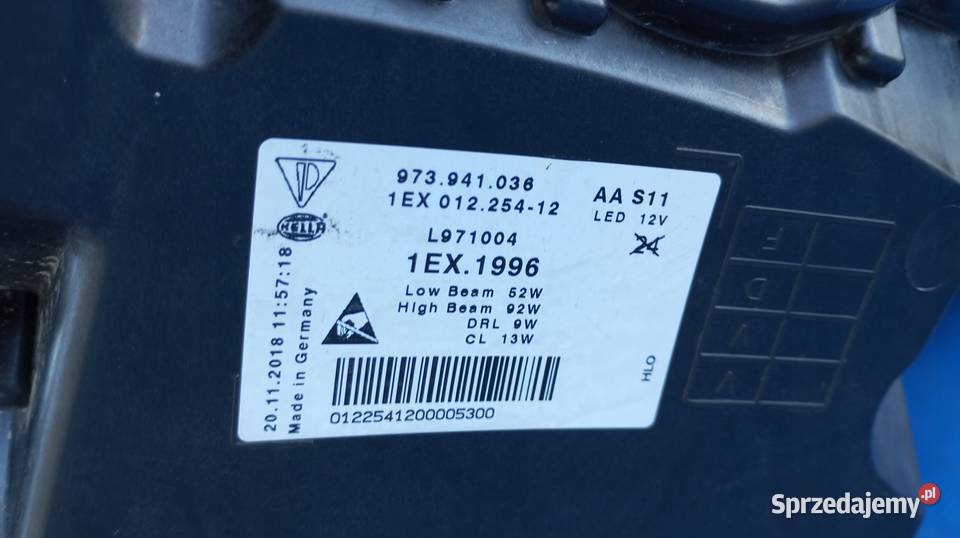 973.941.036
1EX 012.254-12
AA S11
LED 12V
24
HELLA
L971004
1EX.1996
Low Beam 52W
High Beam 92W
DRL 9W
CL 13W
20.11.2018 11:57:18
Made in Germany
HLO
0122541200005300
F
D
V
V
Sprzedajemy.pl